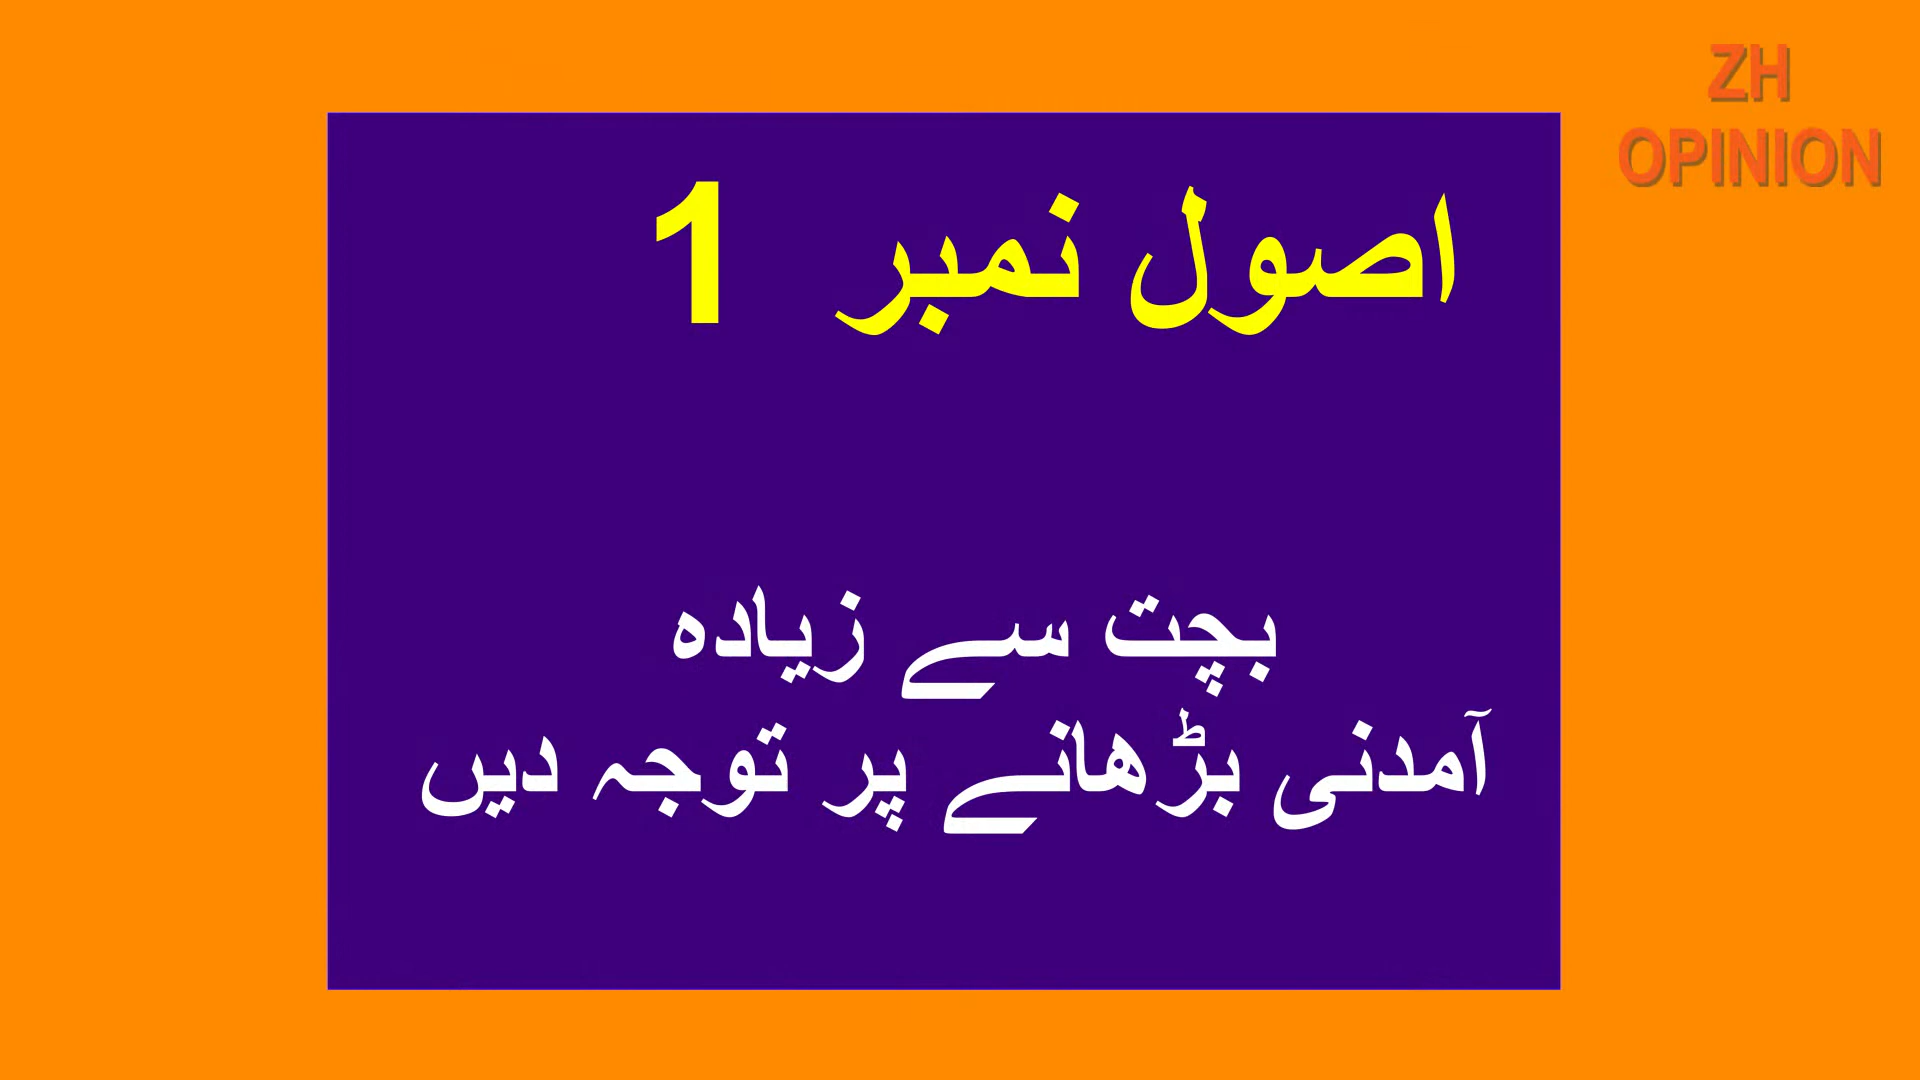 ZH
OPINION
اصول نمبر 1
بچت سے زیادہ
آمدنی بڑھانے پر توجہ دیں